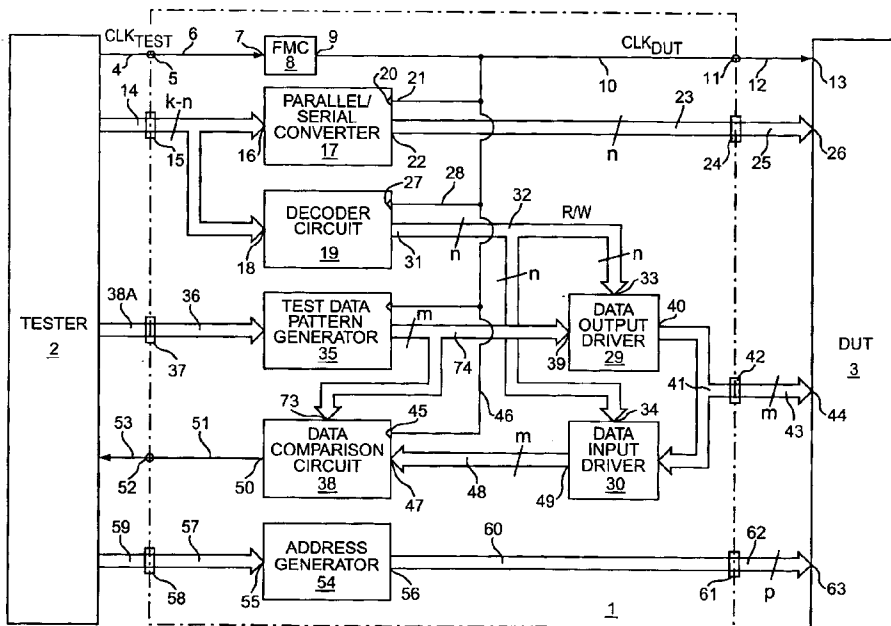 CLKTEST 6 7 FMC 8 9 CLKDUT
4 5 10 11 12 13
14 k-n 20 21 23
PARALLEL/
SERIAL
CONVERTER
17
15 16 22 n 24 25 26
27 28 32 R/W
DECODER
CIRCUIT
19
18 31 n n n 33
TESTER
2
38A 36 37
TEST DATA
PATTERN
GENERATOR
35
m 74 39
DATA
OUTPUT
DRIVER
29
40 41 42 m 43 44
DUT
3
73 45 46 34
53 51 52 50
DATA
COMPARISON
CIRCUIT
38
47 48 m 49
DATA
INPUT
DRIVER
30
59 57 58 55
ADDRESS
GENERATOR
54
56 60 61 62 p 63
1